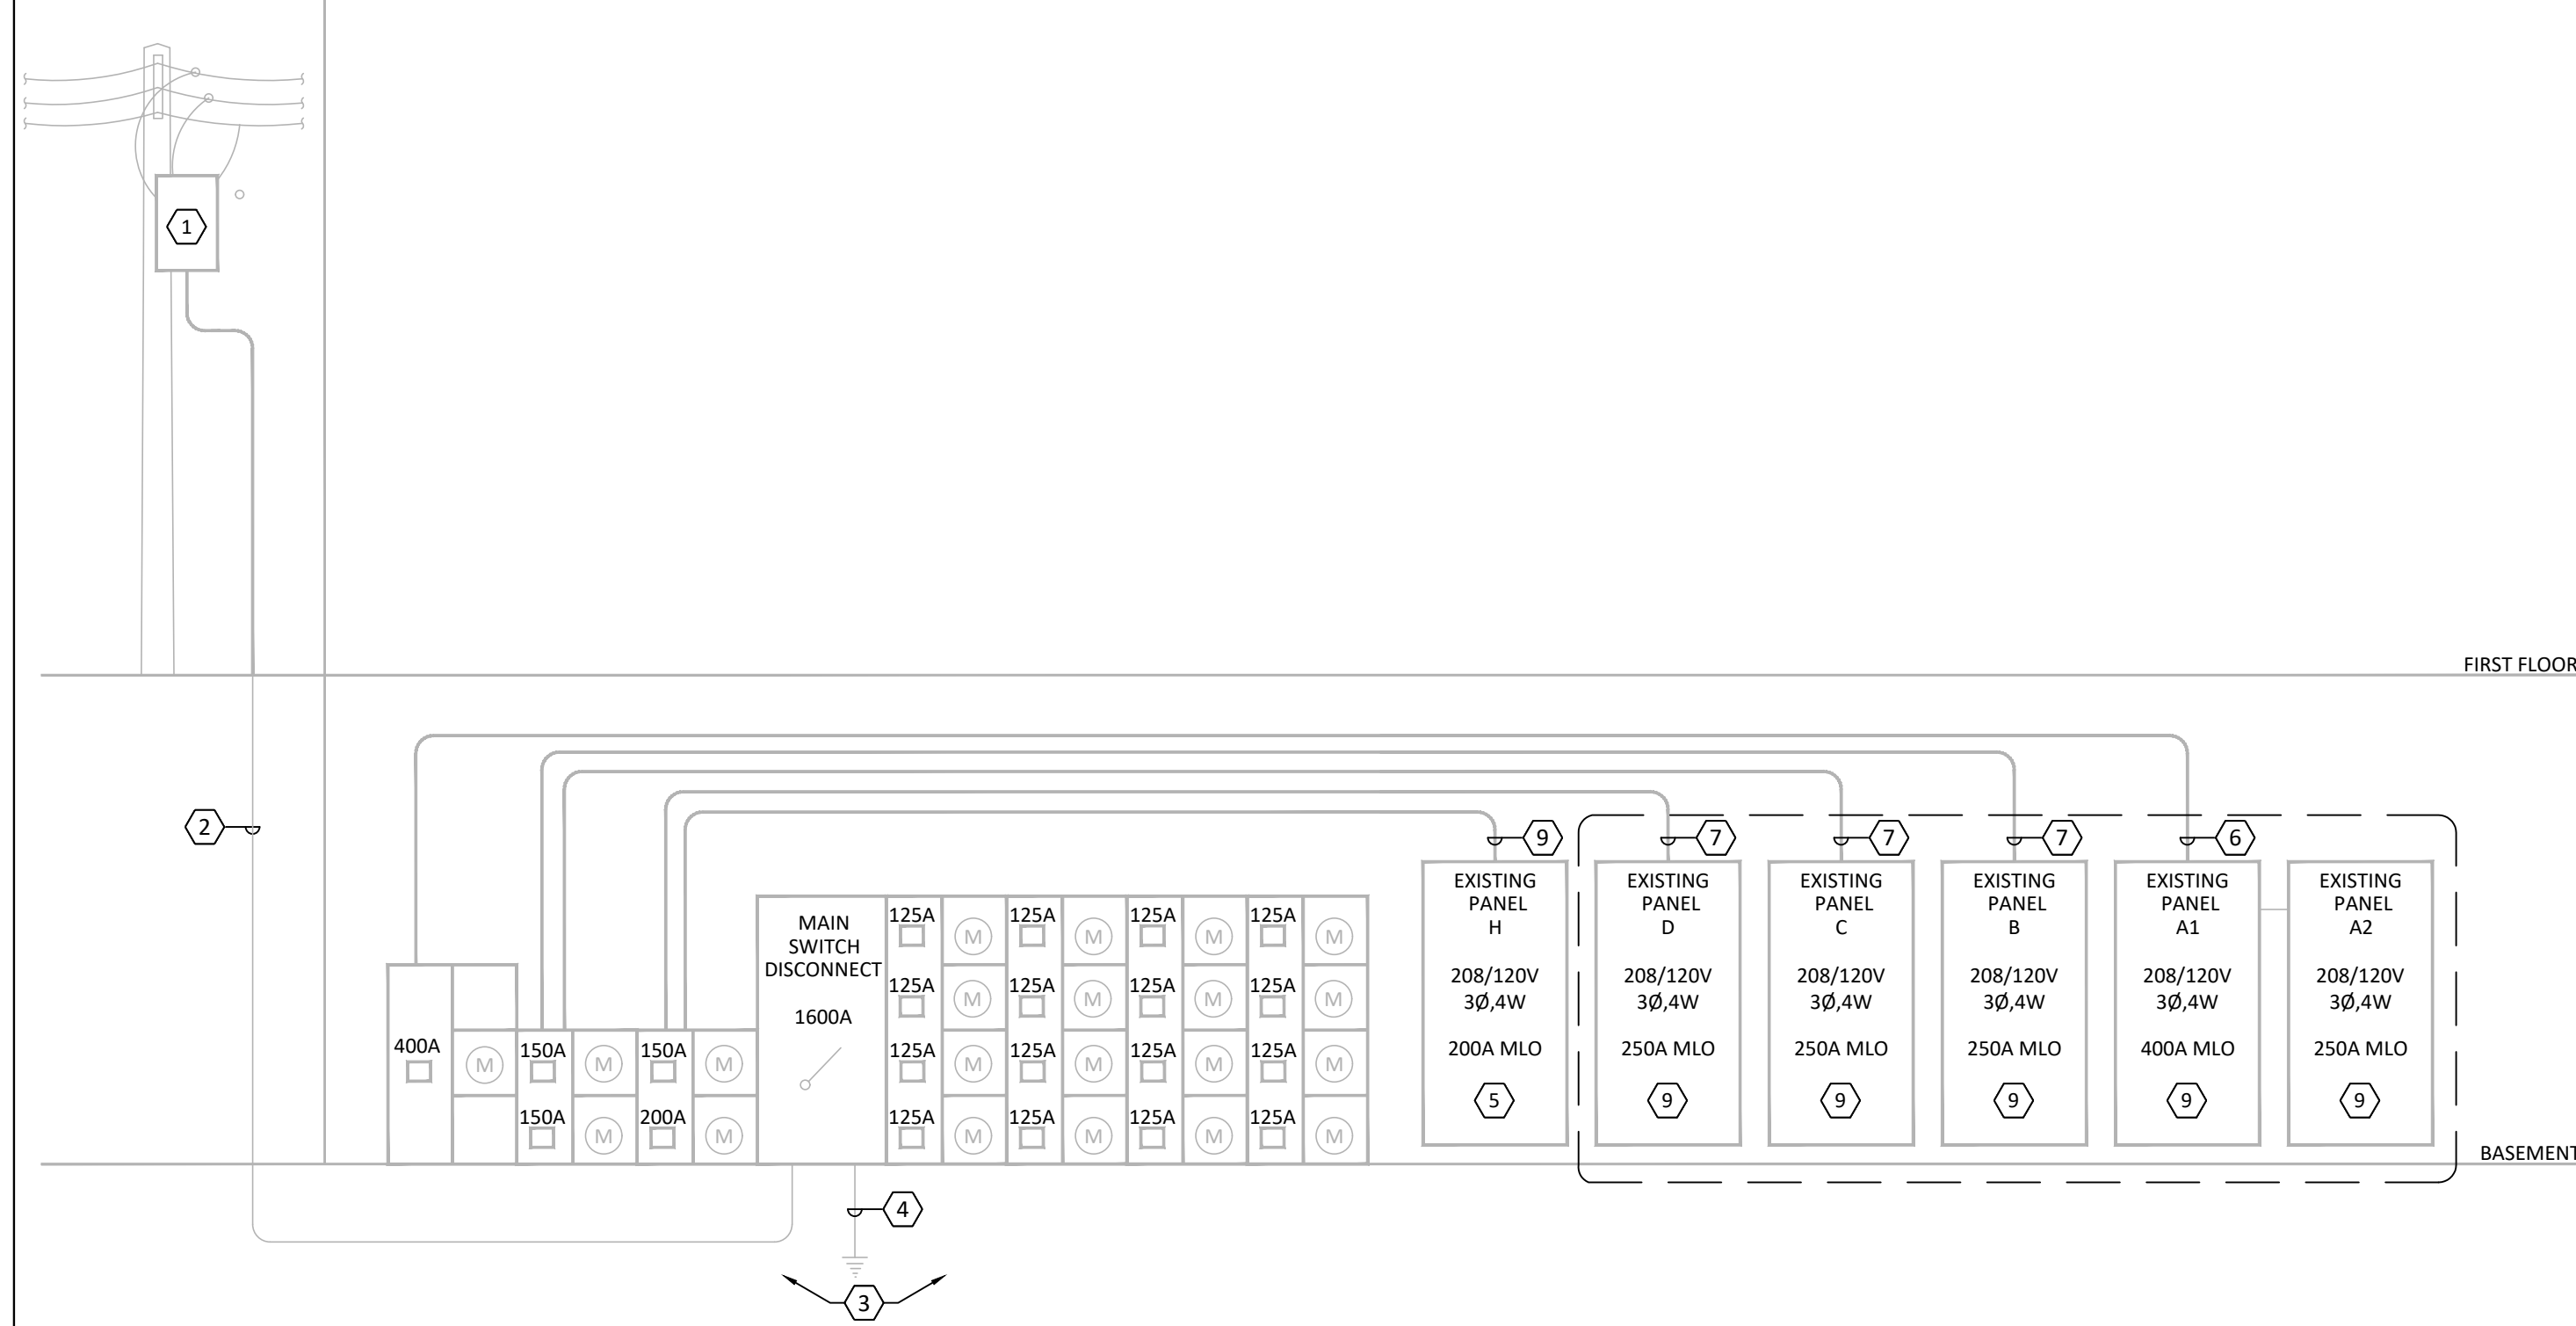 1
FIRST FLOOR
2
9
7
7
7
6
EXISTING
PANEL
H
208/120V
3Ø,4W
200A MLO
5
EXISTING
PANEL
D
208/120V
3Ø,4W
250A MLO
9
EXISTING
PANEL
C
208/120V
3Ø,4W
250A MLO
9
EXISTING
PANEL
B
208/120V
3Ø,4W
250A MLO
9
EXISTING
PANEL
A1
208/120V
3Ø,4W
400A MLO
9
EXISTING
PANEL
A2
208/120V
3Ø,4W
250A MLO
9
400A
M
150A
M
150A
M
150A
M
200A
M
MAIN
SWITCH
DISCONNECT
1600A
125A
M
125A
M
125A
M
125A
M
125A
M
125A
M
125A
M
125A
M
125A
M
125A
M
125A
M
125A
M
125A
M
125A
M
125A
M
125A
M
BASEMENT
4
3